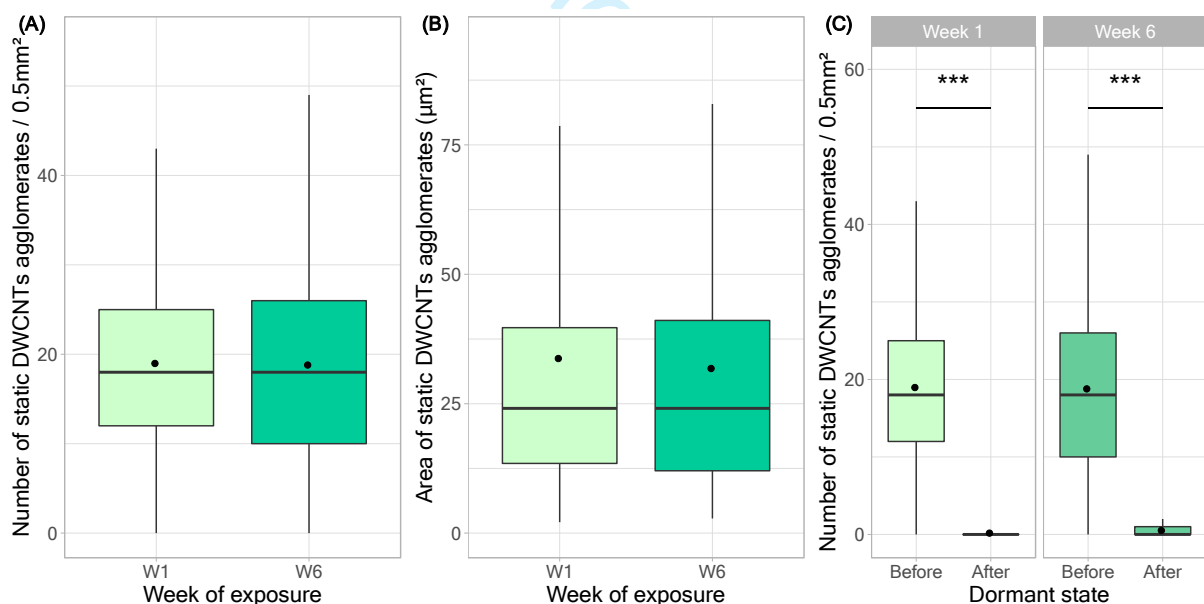 (A)
Number of static DWCNTs agglomerates / 0.5mm²
40
20
0
W1 W6
Week of exposure
(B)
Area of static DWCNTs agglomerates (µm²)
75
50
25
0
W1 W6
Week of exposure
(C)
Number of static DWCNTs agglomerates / 0.5mm²
Week 1 Week 6
60
40
20
0
*** ***
Before After Before After
Dormant state